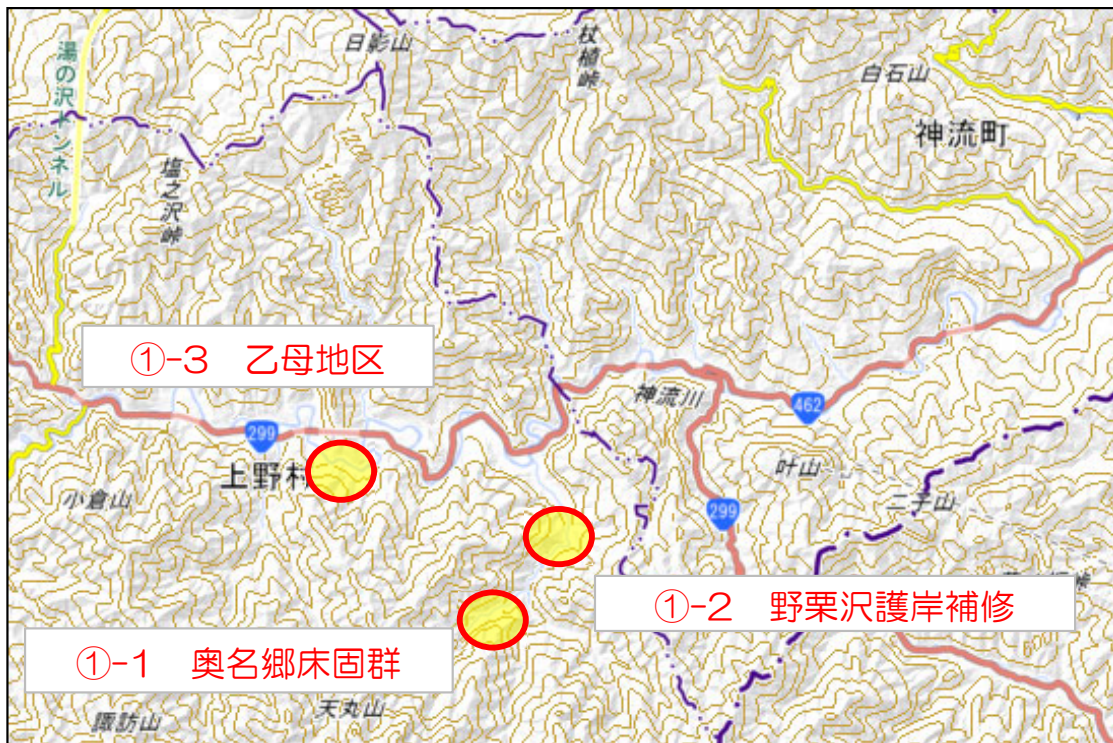 日影山
杖植峠
白石山
湯の沢トンネル
神流町
塩之沢峠
①-3 乙母地区
神流川
462
299
上野村
叶山
二子山
小倉山
299
①-2 野栗沢護岸補修
①-1 奥名郷床固群
天丸山
諏訪山